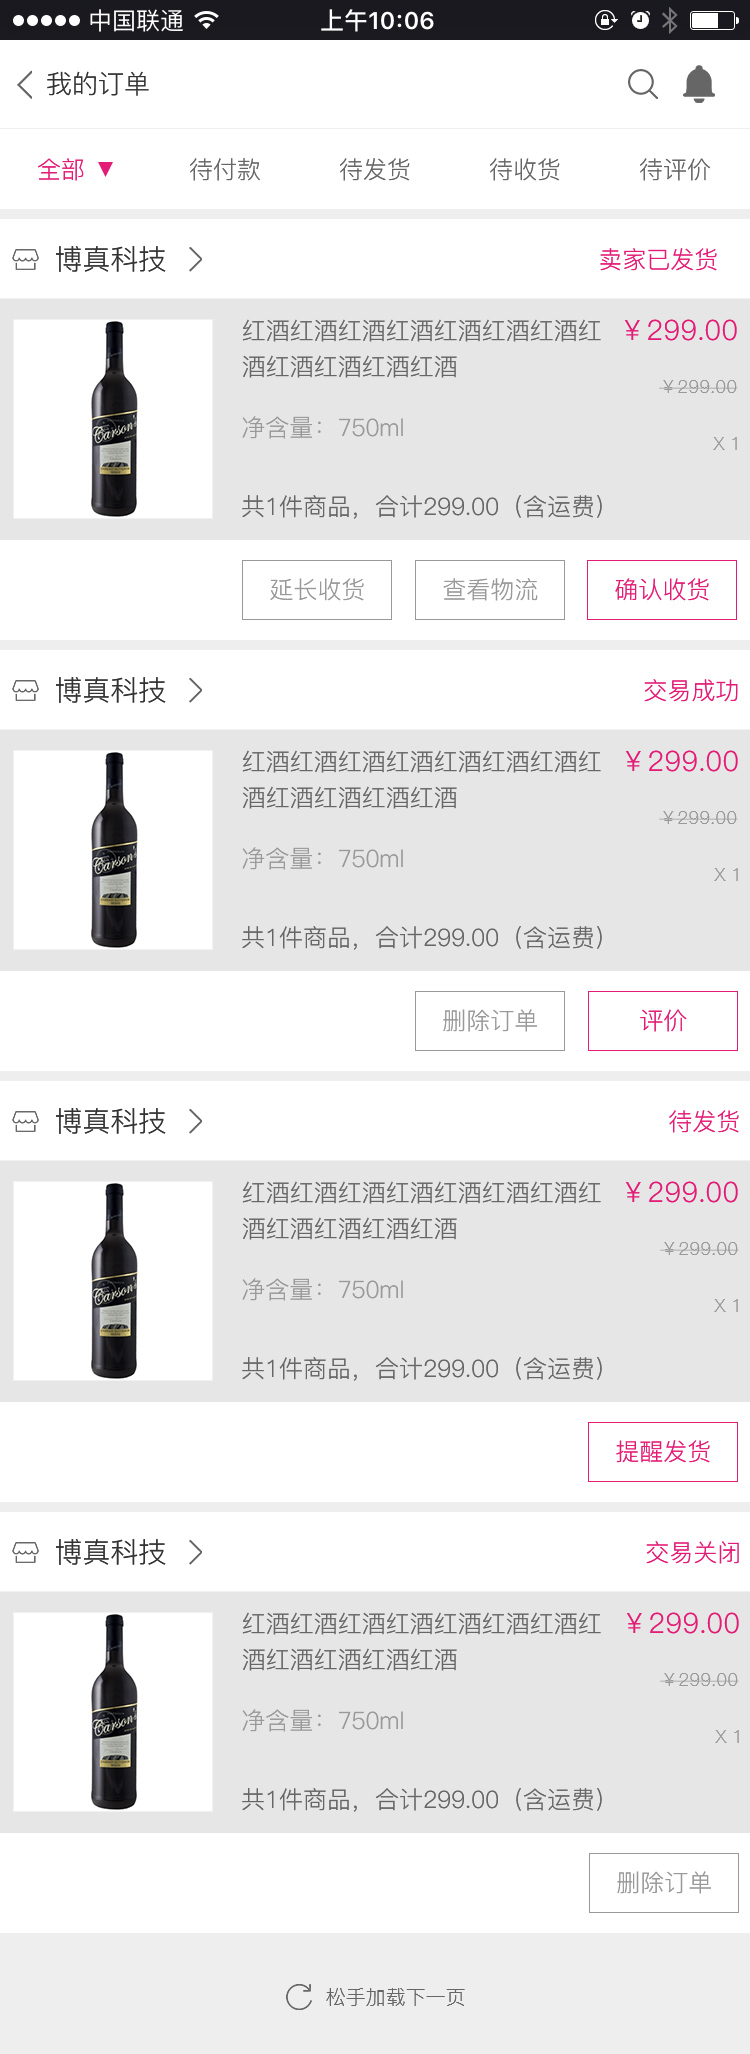 中国联通 上午10:06
我的订单
全部 ▼ 待付款 待发货 待收货 待评价
博真科技 卖家已发货
红酒红酒红酒红酒红酒红酒红酒红 ¥299.00
酒红酒红酒红酒红酒 ¥299.00
Carson's
净含量：750ml X 1
共1件商品，合计299.00（含运费）
延长收货 查看物流 确认收货
博真科技 交易成功
红酒红酒红酒红酒红酒红酒红酒红 ¥299.00
酒红酒红酒红酒红酒 ¥299.00
Carson's
净含量：750ml X 1
共1件商品，合计299.00（含运费）
删除订单 评价
博真科技 待发货
红酒红酒红酒红酒红酒红酒红酒红 ¥299.00
酒红酒红酒红酒红酒 ¥299.00
Carson's
净含量：750ml X 1
共1件商品，合计299.00（含运费）
提醒发货
博真科技 交易关闭
红酒红酒红酒红酒红酒红酒红酒红 ¥299.00
酒红酒红酒红酒红酒 ¥299.00
Carson's
净含量：750ml X 1
共1件商品，合计299.00（含运费）
删除订单
松手加载下一页